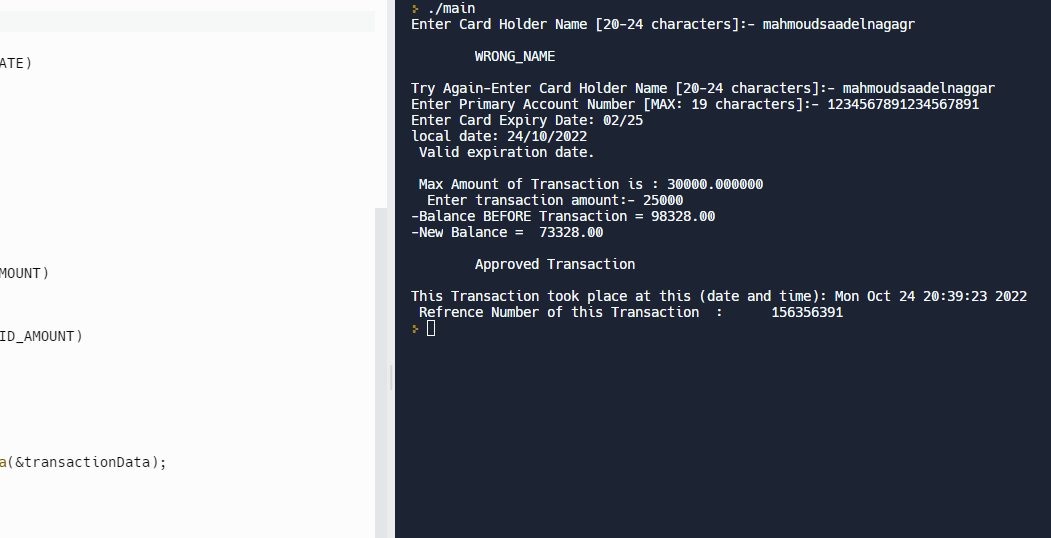 ATE)
MOUNT)
ID_AMOUNT)
a(&transactionData);
./main
Enter Card Holder Name [20-24 characters]:- mahmoudsaadelnagagr
WRONG_NAME
Try Again-Enter Card Holder Name [20-24 characters]:- mahmoudsaadelnaggar
Enter Primary Account Number [MAX: 19 characters]:- 1234567891234567891
Enter Card Expiry Date: 02/25
local date: 24/10/2022
Valid expiration date.
Max Amount of Transaction is : 30000.000000
Enter transaction amount:- 25000
-Balance BEFORE Transaction = 98328.00
-New Balance =  73328.00
Approved Transaction
This Transaction took place at this (date and time): Mon Oct 24 20:39:23 2022
Refrence Number of this Transaction  :      156356391